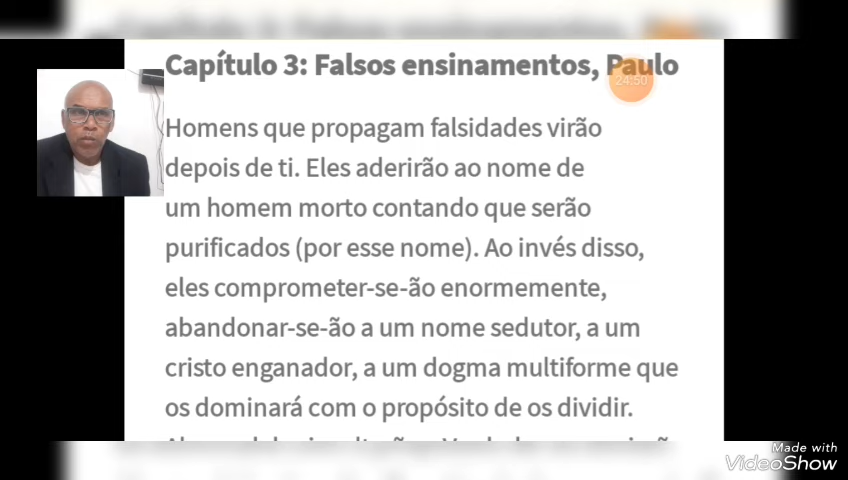 Capítulo 3: Falsos ensinamentos, Paulo
24:50
Homens que propagam falsidades virão
depois de ti. Eles aderirão ao nome de
um homem morto contando que serão
purificados (por esse nome). Ao invés disso,
eles comprometer-se-ão enormemente,
abandonar-se-ão a um nome sedutor, a um
cristo enganador, a um dogma multiforme que
os dominará com o propósito de os dividir.
Made with
VideoShow